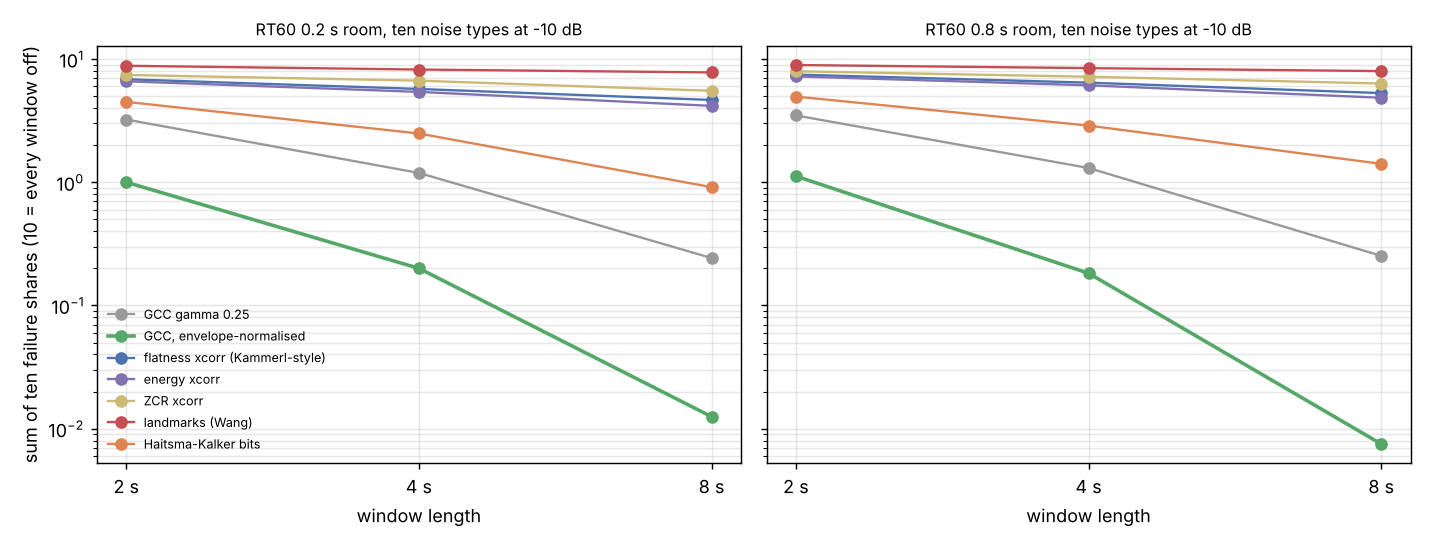 RT60 0.2 s room, ten noise types at -10 dB
RT60 0.8 s room, ten noise types at -10 dB
sum of ten failure shares (10 = every window off)
10¹
10⁰
10⁻¹
10⁻²
GCC gamma 0.25
GCC, envelope-normalised
flatness xcorr (Kammerl-style)
energy xcorr
ZCR xcorr
landmarks (Wang)
Haitsma-Kalker bits
2 s 4 s 8 s
2 s 4 s 8 s
window length
window length